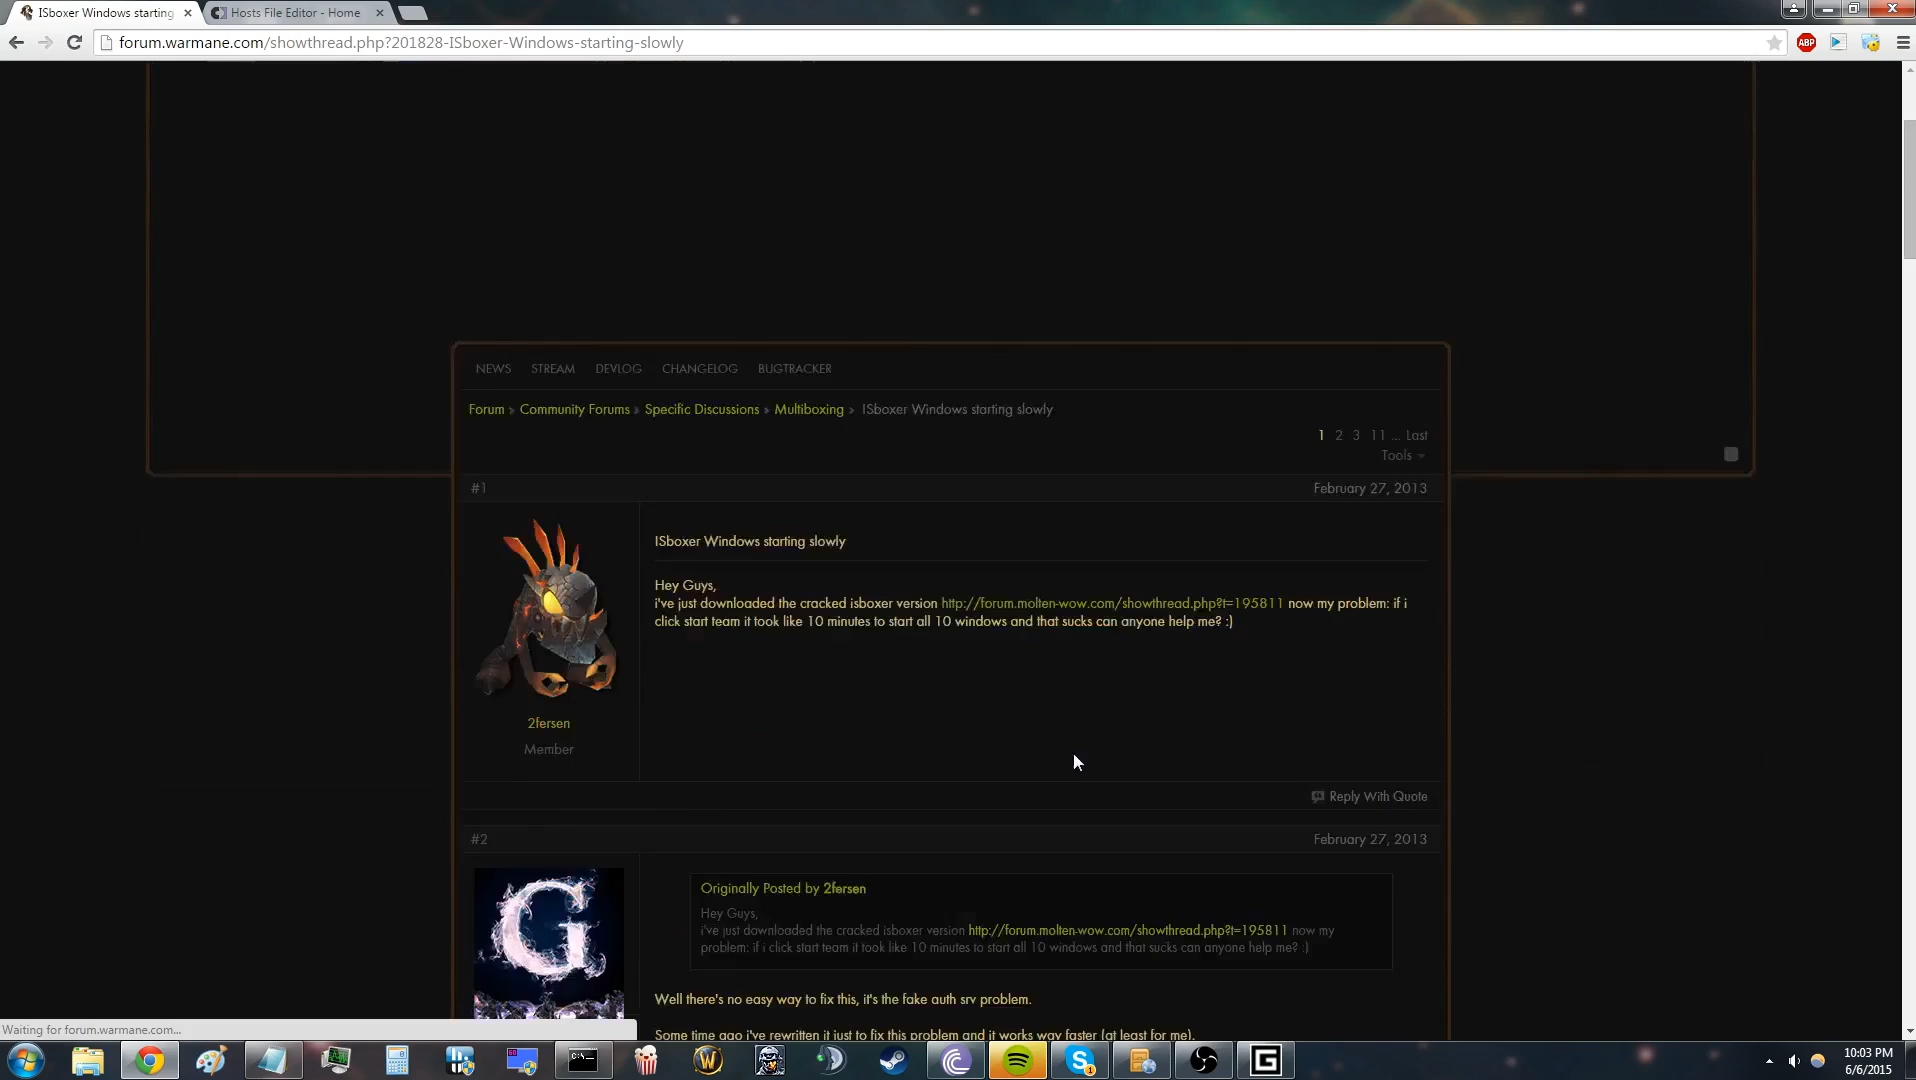 ISboxer Windows starting
Hosts File Editor - Home
forum.warmane.com/showthread.php?201828-ISboxer-Windows-starting-slowly
ABP
NEWS STREAM DEVLOG CHANGELOG BUGTRACKER
Forum » Community Forums » Specific Discussions » Multiboxing » ISboxer Windows starting slowly
1 2 3 11 ... Last
Tools
#1 February 27, 2013
ISboxer Windows starting slowly
Hey Guys,
i've just downloaded the cracked isboxer version http://forum.molten-wow.com/showthread.php?t=195811 now my problem: if i
click start team it took like 10 minutes to start all 10 windows and that sucks can anyone help me? :)
2fersen
Member
Reply With Quote
#2 February 27, 2013
Originally Posted by 2fersen
Hey Guys,
i've just downloaded the cracked isboxer version http://forum.molten-wow.com/showthread.php?t=195811 now my
problem: if i click start team it took like 10 minutes to start all 10 windows and that sucks can anyone help me? :)
G
Well there's no easy way to fix this, it's the fake auth srv problem.
Some time ago i've rewritten it just to fix this problem and it works way faster (at least for me).
Waiting for forum.warmane.com...
10:03 PM
6/6/2015